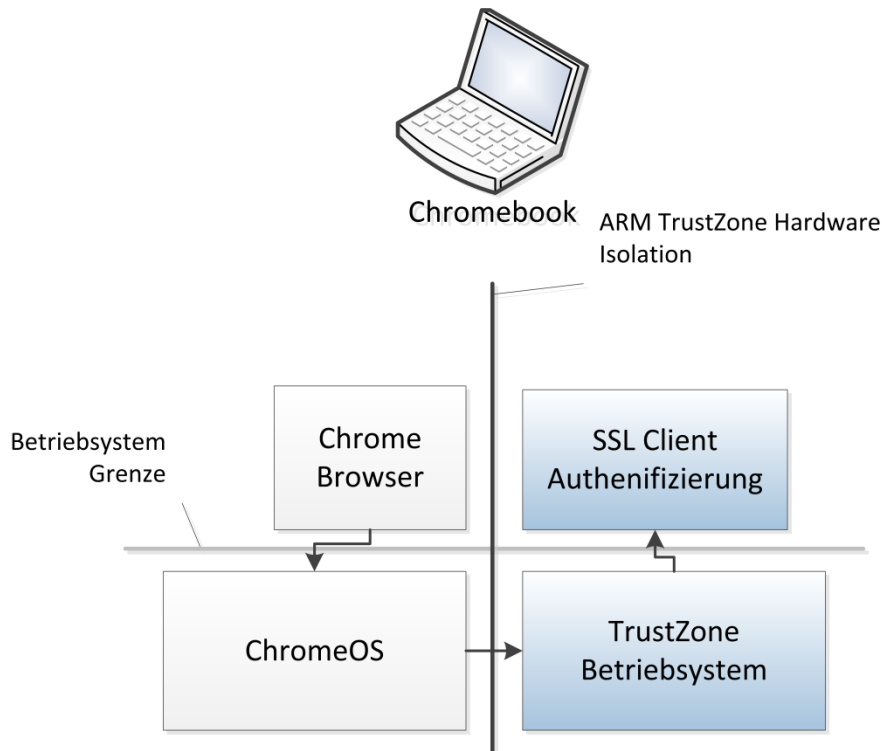 Chromebook
ARM TrustZone Hardware
Isolation
Betriebsystem
Grenze
Chrome
Browser
SSL Client
Authenifizierung
ChromeOS
TrustZone
Betriebsystem